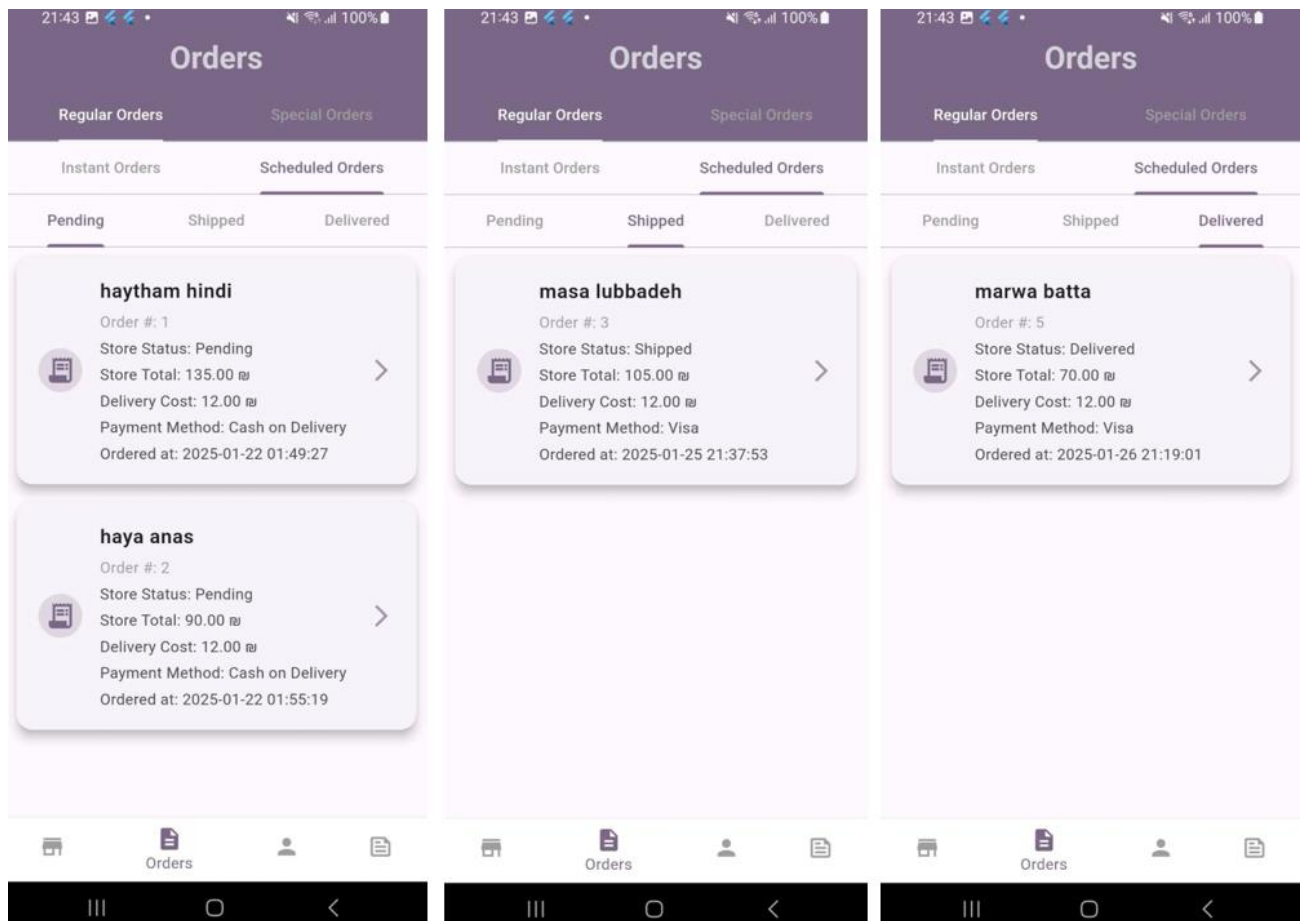 21:43
100%
Orders
Regular Orders
Special Orders
Instant Orders
Scheduled Orders
Pending
Shipped
Delivered
haytham hindi
Order #: 1
Store Status: Pending
Store Total: 135.00 ₪
Delivery Cost: 12.00 ₪
Payment Method: Cash on Delivery
Ordered at: 2025-01-22 01:49:27
haya anas
Order #: 2
Store Status: Pending
Store Total: 90.00 ₪
Delivery Cost: 12.00 ₪
Payment Method: Cash on Delivery
Ordered at: 2025-01-22 01:55:19
Orders
21:43
100%
Orders
Regular Orders
Special Orders
Instant Orders
Scheduled Orders
Pending
Shipped
Delivered
masa lubbadeh
Order #: 3
Store Status: Shipped
Store Total: 105.00 ₪
Delivery Cost: 12.00 ₪
Payment Method: Visa
Ordered at: 2025-01-25 21:37:53
Orders
21:43
100%
Orders
Regular Orders
Special Orders
Instant Orders
Scheduled Orders
Pending
Shipped
Delivered
marwa batta
Order #: 5
Store Status: Delivered
Store Total: 70.00 ₪
Delivery Cost: 12.00 ₪
Payment Method: Visa
Ordered at: 2025-01-26 21:19:01
Orders